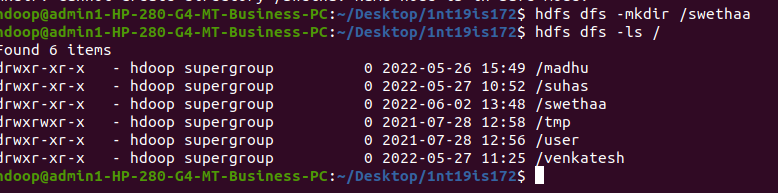 hdoop@admin1-HP-280-G4-MT-Business-PC:~/Desktop/1nt19is172$ hdfs dfs -mkdir /swethaa
hdoop@admin1-HP-280-G4-MT-Business-PC:~/Desktop/1nt19is172$ hdfs dfs -ls /
Found 6 items
drwxr-xr-x   - hdoop supergroup          0 2022-05-26 15:49 /madhu
drwxr-xr-x   - hdoop supergroup          0 2022-05-27 10:52 /suhas
drwxr-xr-x   - hdoop supergroup          0 2022-06-02 13:48 /swethaa
drwxrwxr-x   - hdoop supergroup          0 2021-07-28 12:58 /tmp
drwxr-xr-x   - hdoop supergroup          0 2021-07-28 12:56 /user
drwxr-xr-x   - hdoop supergroup          0 2022-05-27 11:25 /venkatesh
hdoop@admin1-HP-280-G4-MT-Business-PC:~/Desktop/1nt19is172$